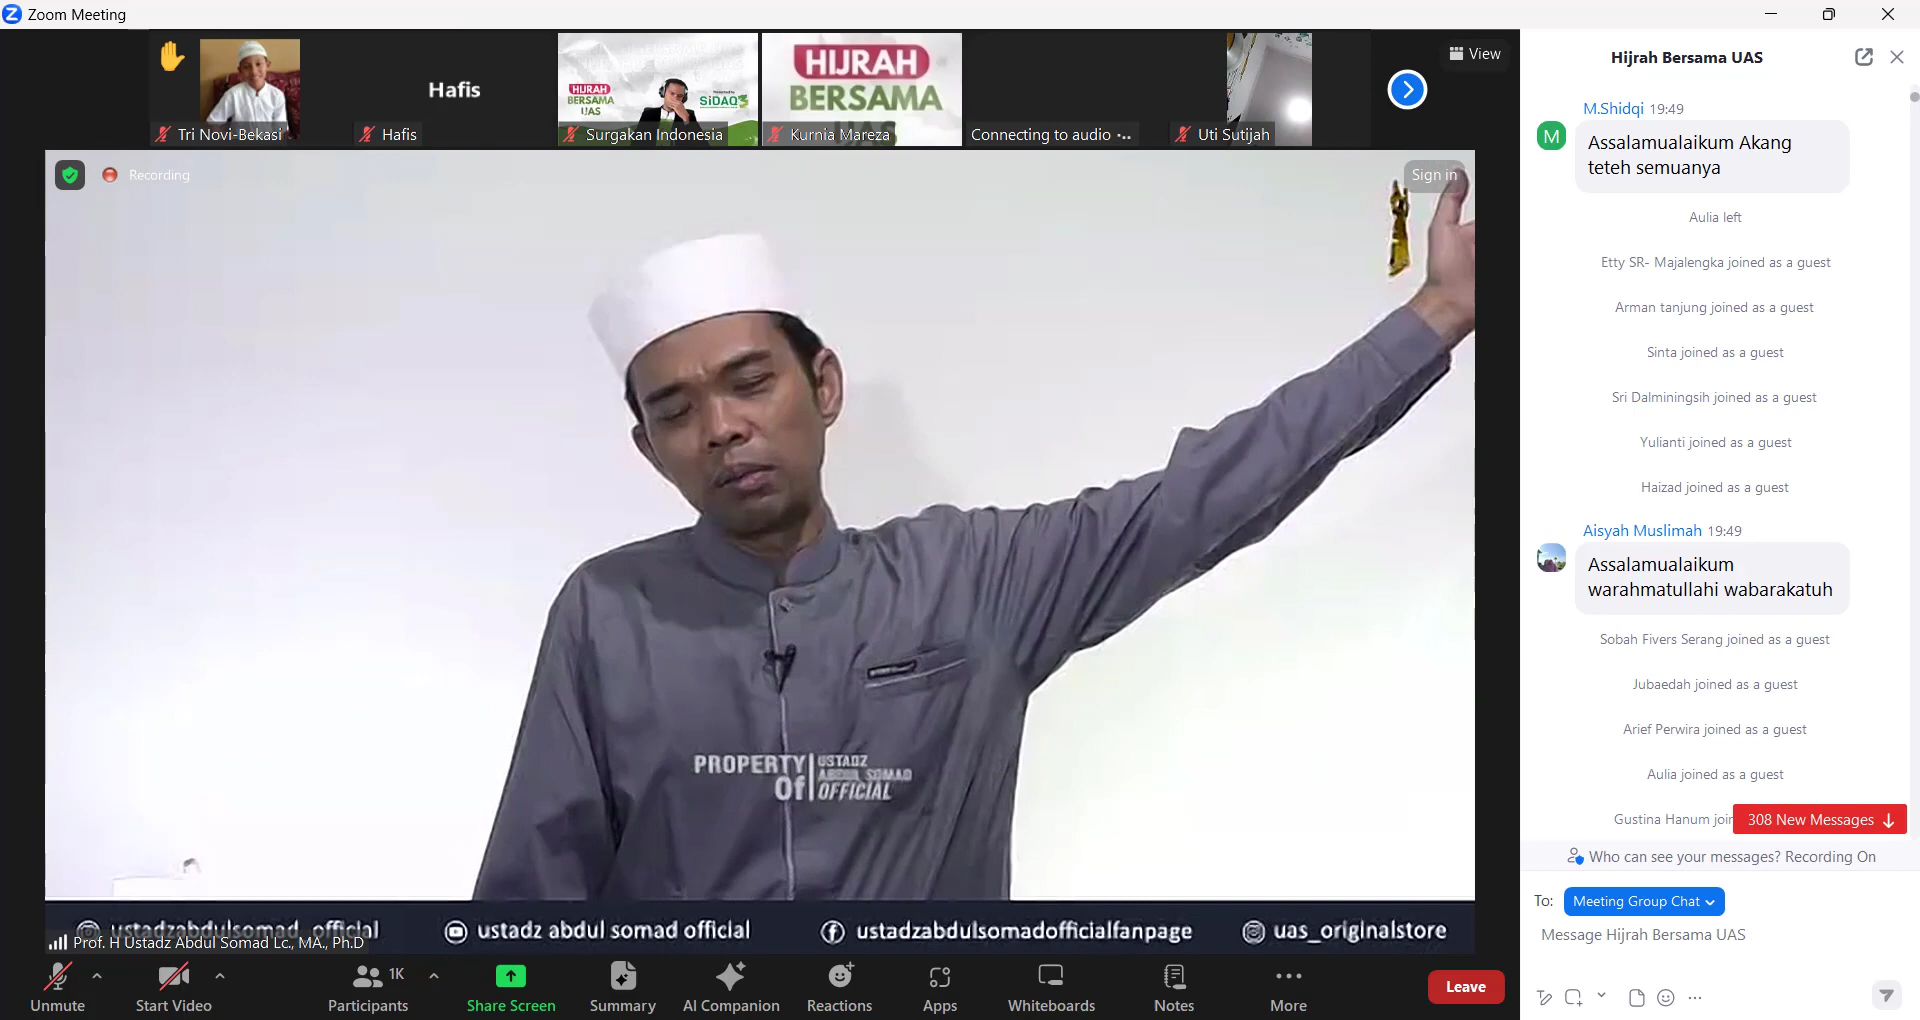 Zoom Meeting
View
Tri Novi-Bekasi
Hafis
Hafis
HIJRAH
BERSAMA
UAS
SiDAQ3
Surgakan Indonesia
HIJRAH
BERSAMA
UAS
Kurnia Mareza
Connecting to audio ...
Uti Sutijah
Recording
Sign in
PROPERTY
Of
USTADZ
ABDUL SOMAD
OFFICIAL
ustadzabdulsomad_official
ustadz abdul somad official
ustadzabdulsomadofficialfanpage
uas_originalstore
Prof. H Ustadz Abdul Somad Lc., MA., Ph.D
Unmute
Start Video
1K
Participants
Share Screen
Summary
AI Companion
Reactions
Apps
Whiteboards
Notes
More
Leave
Hijrah Bersama UAS
M.Shidqi 19:49
M
Assalamualaikum Akang
teteh semuanya
Aulia left
Etty SR- Majalengka joined as a guest
Arman tanjung joined as a guest
Sinta joined as a guest
Sri Dalminingsih joined as a guest
Yulianti joined as a guest
Haizad joined as a guest
Aisyah Muslimah 19:49
Assalamualaikum
warahmatullahi wabarakatuh
Sobah Fivers Serang joined as a guest
Jubaedah joined as a guest
Arief Perwira joined as a guest
Aulia joined as a guest
Gustina Hanum joi
308 New Messages
Who can see your messages? Recording On
To: Meeting Group Chat
Message Hijrah Bersama UAS